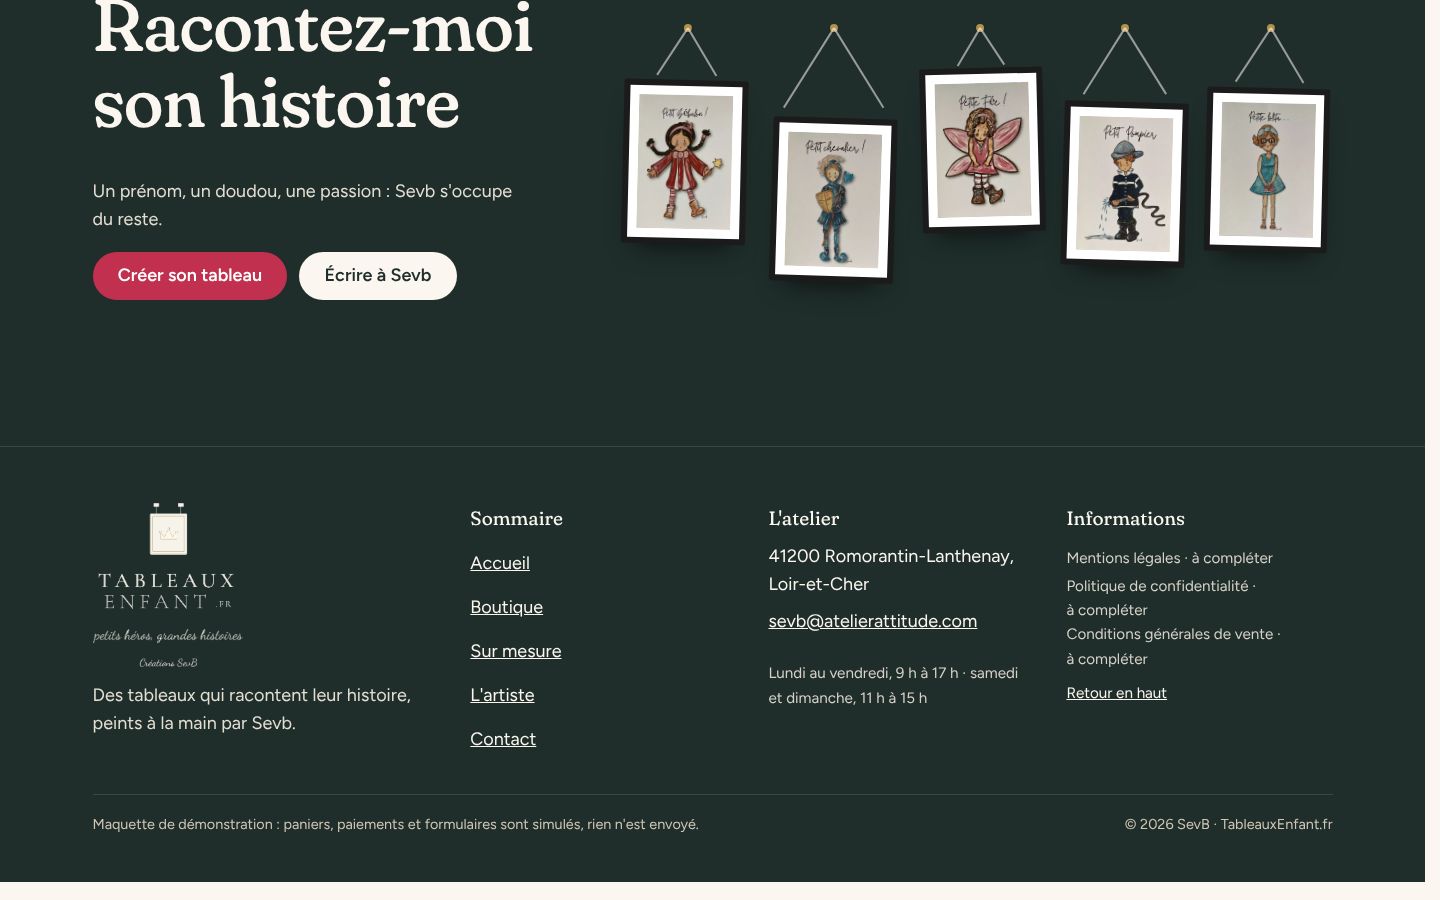 Racontez-moi
son histoire
Un prénom, un doudou, une passion : Sevb s'occupe
du reste.
Créer son tableau
Écrire à Sevb
Petit chevalier !
Petite Fée !
Petit Pompier
TABLEAUX
ENFANT .FR
petits héros, grandes histoires
Créations SevB
Des tableaux qui racontent leur histoire,
peints à la main par Sevb.
Sommaire
Accueil
Boutique
Sur mesure
L'artiste
Contact
L'atelier
41200 Romorantin-Lanthenay,
Loir-et-Cher
sevb@atelierattitude.com
Lundi au vendredi, 9 h à 17 h · samedi
et dimanche, 11 h à 15 h
Informations
Mentions légales · à compléter
Politique de confidentialité ·
à compléter
Conditions générales de vente ·
à compléter
Retour en haut
Maquette de démonstration : paniers, paiements et formulaires sont simulés, rien n'est envoyé.
© 2026 SevB · TableauxEnfant.fr